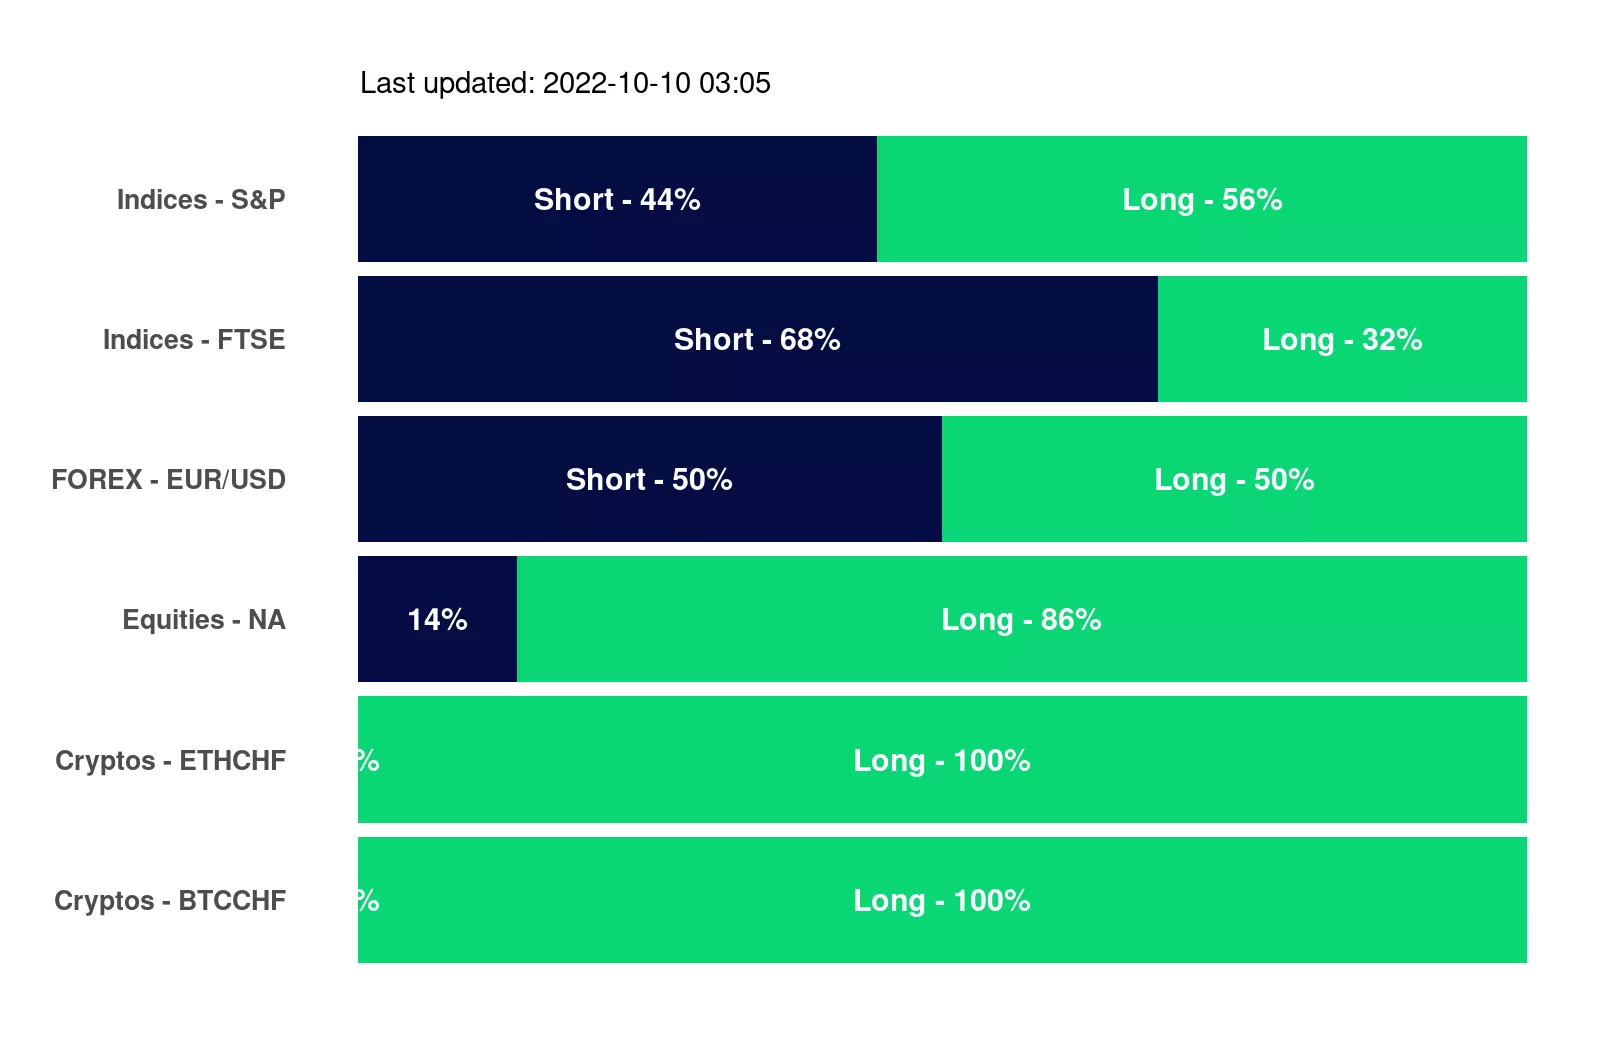 Last updated: 2022-10-10 03:05
Indices - S&P Short - 44% Long - 56%
Indices - FTSE Short - 68% Long - 32%
FOREX - EUR/USD Short - 50% Long - 50%
Equities - NA 14% Long - 86%
Cryptos - ETHCHF % Long - 100%
Cryptos - BTCCHF % Long - 100%